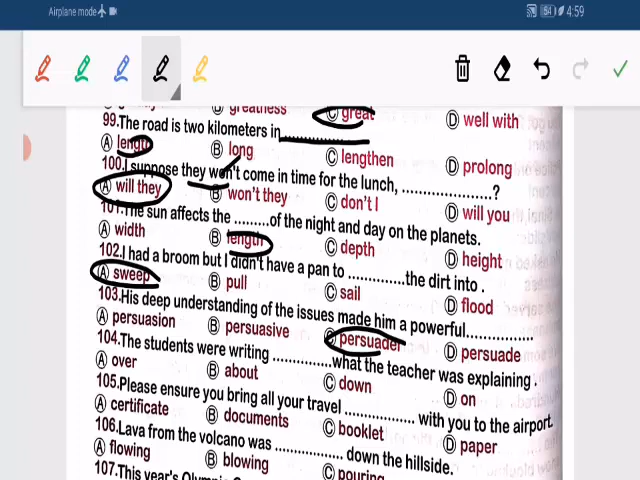 Airplane mode 54 4:59
B greatness C great D well with
99.The road is two kilometers in
A length B long C lengthen D prolong
100.I suppose they won't come in time for the lunch, ....................?
A will they B won't they C don't I D will you
101.The sun affects the .........of the night and day on the planets.
A width B length C depth D height
102.I had a broom but I didn't have a pan to .............the dirt into .
A sweep B pull C sail D flood
103.His deep understanding of the issues made him a powerful...............
A persuasion B persuasive C persuader D persuade
104.The students were writing ..............what the teacher was explaining .
A over B about C down D on
105.Please ensure you bring all your travel ................ with you to the airport.
A certificate B documents C booklet D paper
106.Lava from the volcano was ................ down the hillside.
A flowing B blowing C pouring
107.This year's